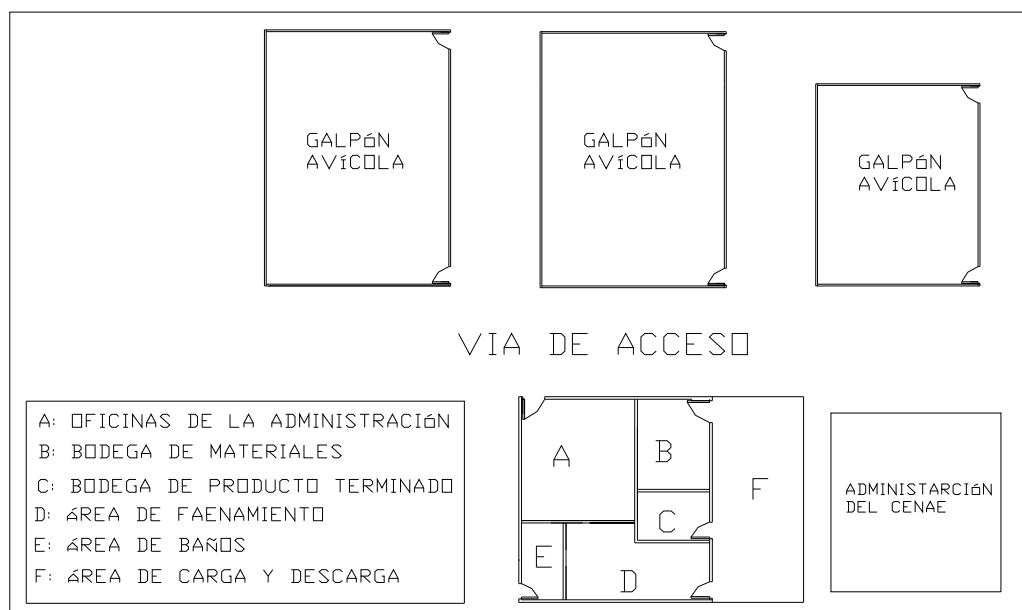 GALPóN
AVíCOLA
GALPóN
AVíCOLA
GALPóN
AVíCOLA
VIA DE ACCESO
A: OFICINAS DE LA ADMINISTRACIóN
B: BODEGA DE MATERIALES
C: BODEGA DE PRODUCTO TERMINADO
D: áREA DE FAENAMIENTO
E: áREA DE BAñOS
F: áREA DE CARGA Y DESCARGA
A
B
C
D
E
F
ADMINISTARCIóN
DEL CENAE